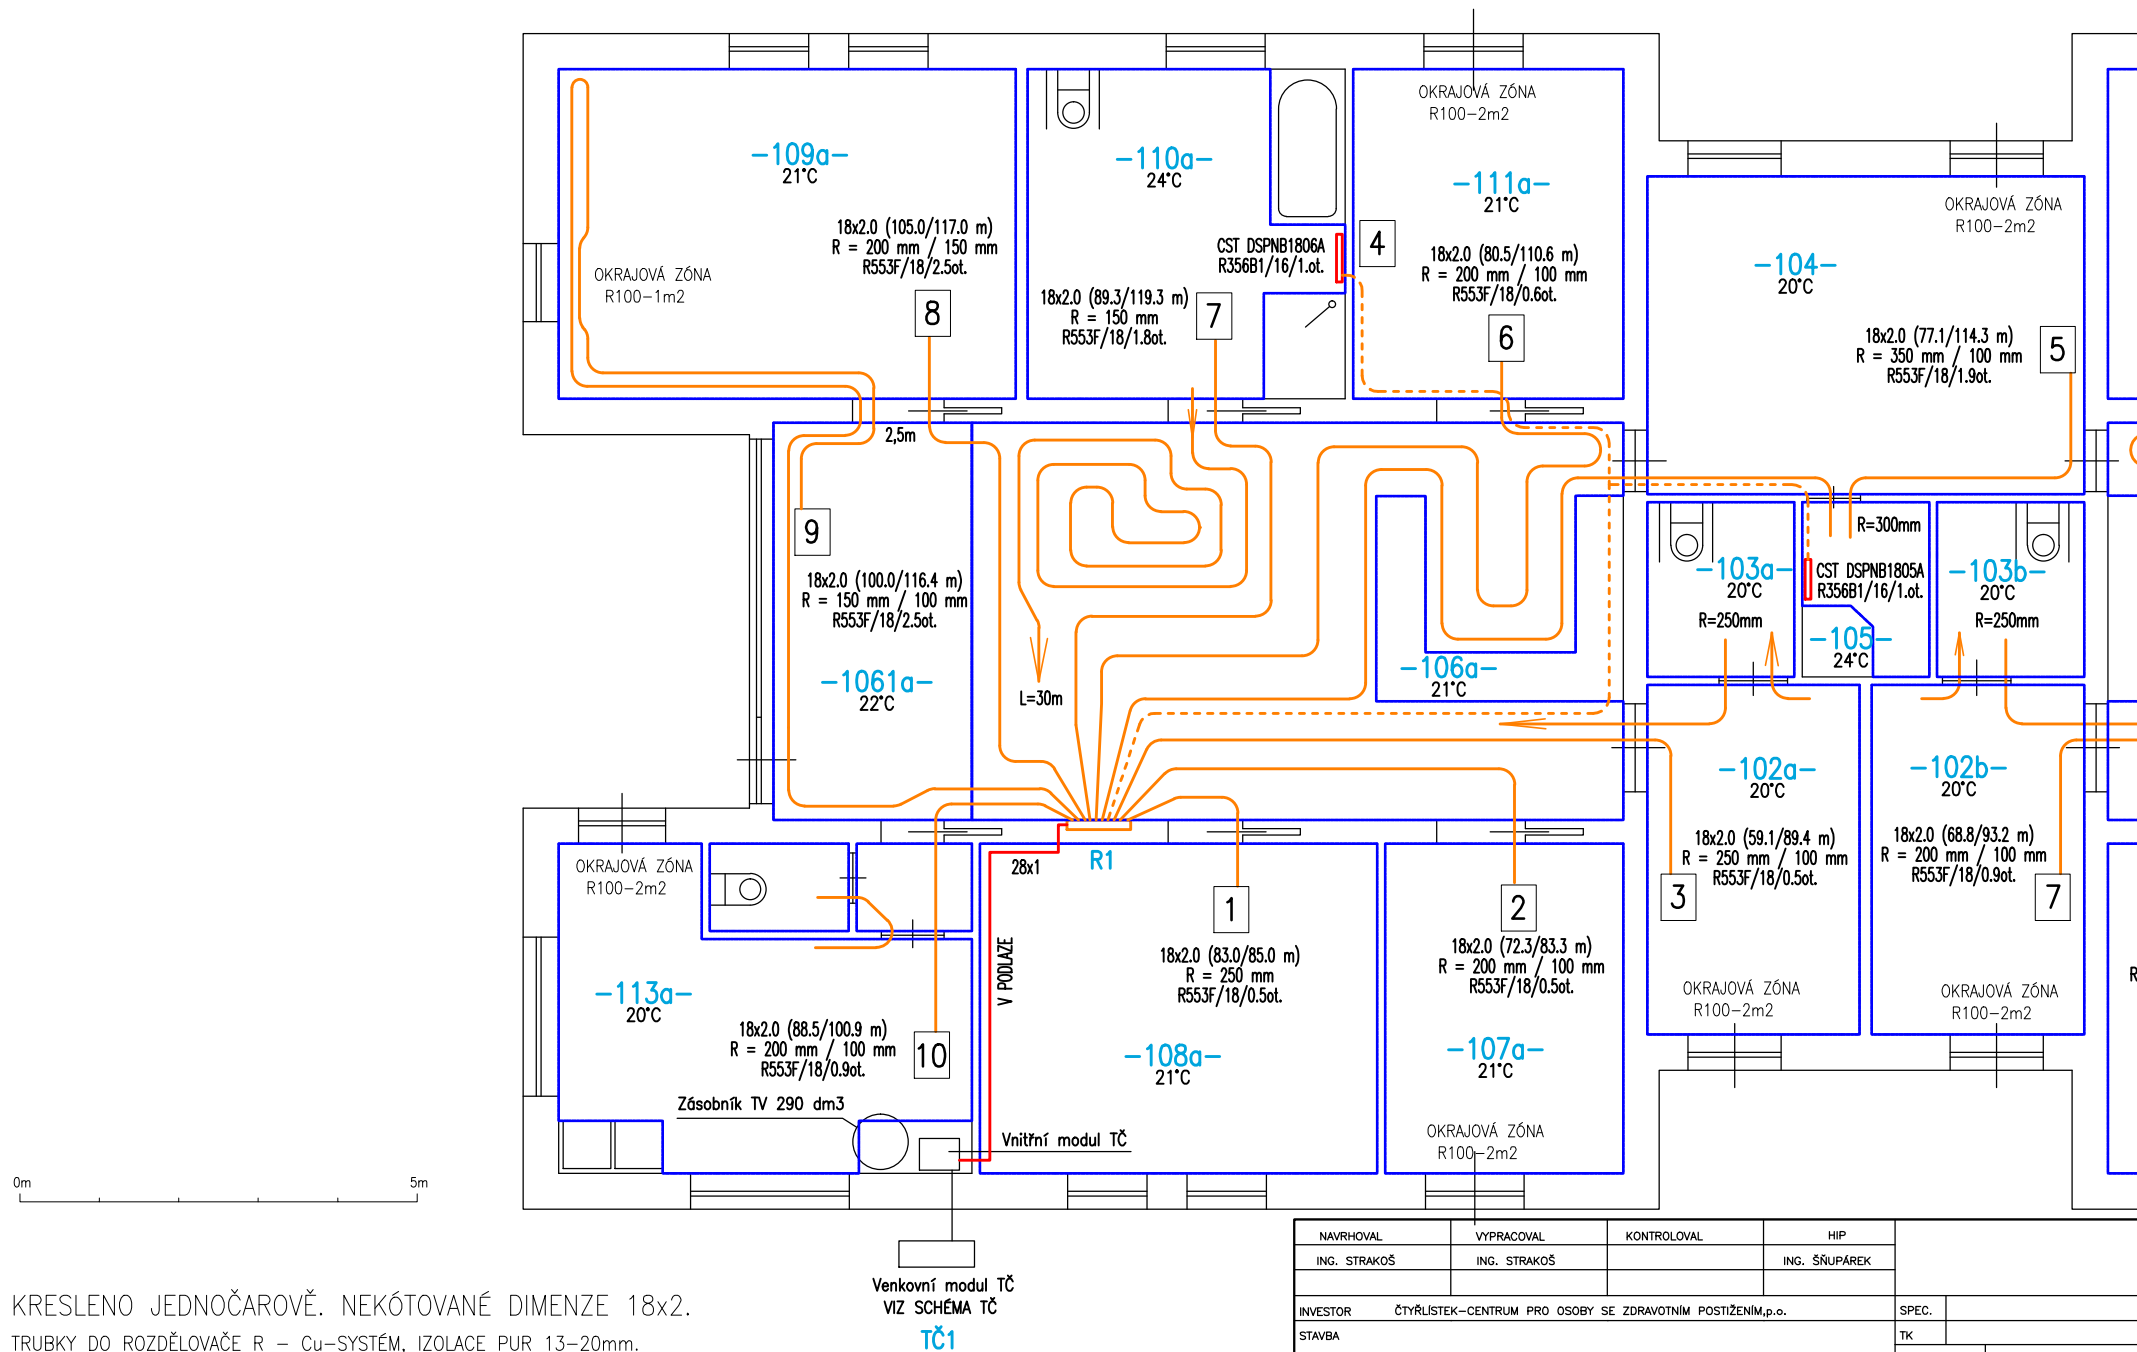 OKRAJOVÁ ZÓNA
R100-2m2
-109a-
21°C
-110a-
24°C
-111a-
21°C
18x2.0 (105.0/117.0 m)
R = 200 mm / 150 mm
R553F/18/2.5ot.
OKRAJOVÁ ZÓNA
R100-1m2
8
CST DSPNB1806A
R356B1/16/1.ot.
4
18x2.0 (89.3/119.3 m)
R = 150 mm
R553F/18/1.8ot.
7
18x2.0 (80.5/110.6 m)
R = 200 mm / 100 mm
R553F/18/0.6ot.
6
OKRAJOVÁ ZÓNA
R100-2m2
-104-
20°C
18x2.0 (77.1/114.3 m)
R = 350 mm / 100 mm
R553F/18/1.9ot.
5
2,5m
9
18x2.0 (100.0/116.4 m)
R = 150 mm / 100 mm
R553F/18/2.5ot.
-1061a-
22°C
L=30m
-106a-
21°C
R=300mm
-103a-
20°C
R=250mm
CST DSPNB1805A
R356B1/16/1.ot.
-105-
24°C
-103b-
20°C
R=250mm
-102a-
20°C
18x2.0 (59.1/89.4 m)
R = 250 mm / 100 mm
R553F/18/0.5ot.
3
OKRAJOVÁ ZÓNA
R100-2m2
-102b-
20°C
18x2.0 (68.8/93.2 m)
R = 200 mm / 100 mm
R553F/18/0.9ot.
7
OKRAJOVÁ ZÓNA
R100-2m2
R
OKRAJOVÁ ZÓNA
R100-2m2
28x1
R1
V PODLAZE
-113a-
20°C
18x2.0 (88.5/100.9 m)
R = 200 mm / 100 mm
R553F/18/0.9ot.
10
Zásobník TV 290 dm3
Vnitřní modul TČ
1
18x2.0 (83.0/85.0 m)
R = 250 mm
R553F/18/0.5ot.
-108a-
21°C
2
18x2.0 (72.3/83.3 m)
R = 200 mm / 100 mm
R553F/18/0.5ot.
-107a-
21°C
OKRAJOVÁ ZÓNA
R100-2m2
0m 5m
Venkovní modul TČ
VIZ SCHÉMA TČ
TČ1
KRESLENO JEDNOČAROVĚ. NEKÓTOVANÉ DIMENZE 18x2.
TRUBKY DO ROZDĚLOVAČE R - Cu-SYSTÉM, IZOLACE PUR 13-20mm.
NAVRHOVAL VYPRACOVAL KONTROLOVAL HIP
ING. STRAKOŠ ING. STRAKOŠ ING. ŠŇUPÁREK
INVESTOR ČTYŘLÍSTEK-CENTRUM PRO OSOBY SE ZDRAVOTNÍM POSTIŽENÍM,p.o. SPEC.
STAVBA TK